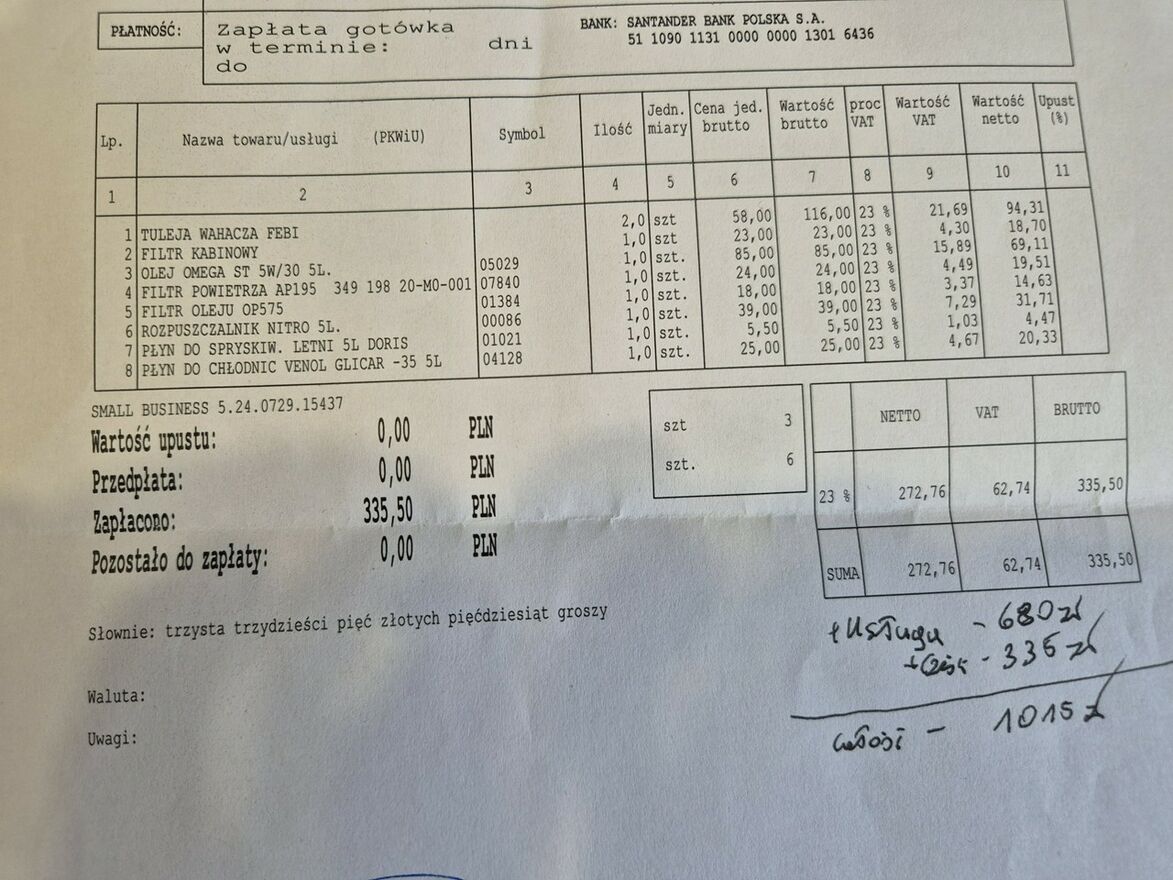 PŁATNOŚĆ: Zapłata gotówka
w terminie: dni
do
BANK: SANTANDER BANK POLSKA S.A.
51 1090 1131 0000 0000 1301 6436
Lp. Nazwa towaru/usługi (PKWiU) Symbol Ilość Jedn. miary Cena jed. brutto Wartość brutto proc VAT Wartość VAT Wartość netto Upust (%)
1 2 3 4 5 6 7 8 9 10 11
1 TULEJA WAHACZA FEBI 2,0 szt 58,00 116,00 23 % 21,69 94,31
2 FILTR KABINOWY 1,0 szt 23,00 23,00 23 % 4,30 18,70
3 OLEJ OMEGA ST 5W/30 5L. 05029 1,0 szt. 85,00 85,00 23 % 15,89 69,11
4 FILTR POWIETRZA AP195 349 198 20-MO-001 07840 1,0 szt. 24,00 24,00 23 % 4,49 19,51
5 FILTR OLEJU OP575 01384 1,0 szt. 18,00 18,00 23 % 3,37 14,63
6 ROZPUSZCZALNIK NITRO 5L. 00086 1,0 szt. 39,00 39,00 23 % 7,29 31,71
7 PŁYN DO SPRYSKIW. LETNI 5L DORIS 01021 1,0 szt. 5,50 5,50 23 % 1,03 4,47
8 PŁYN DO CHŁODNIC VENOL GLICAR -35 5L 04128 1,0 szt. 25,00 25,00 23 % 4,67 20,33
SMALL BUSINESS 5.24.0729.15437
Wartość upustu: 0,00 PLN
Przedpłata: 0,00 PLN
Zapłacono: 335,50 PLN
Pozostało do zapłaty: 0,00 PLN
szt 3
szt. 6
NETTO VAT BRUTTO
23 % 272,76 62,74 335,50
SUMA 272,76 62,74 335,50
Słownie: trzysta trzydzieści pięć złotych pięćdziesiąt groszy
+Usługa - 680 zł
- 335 zł
całość - 1015 zł
Waluta:
Uwagi: